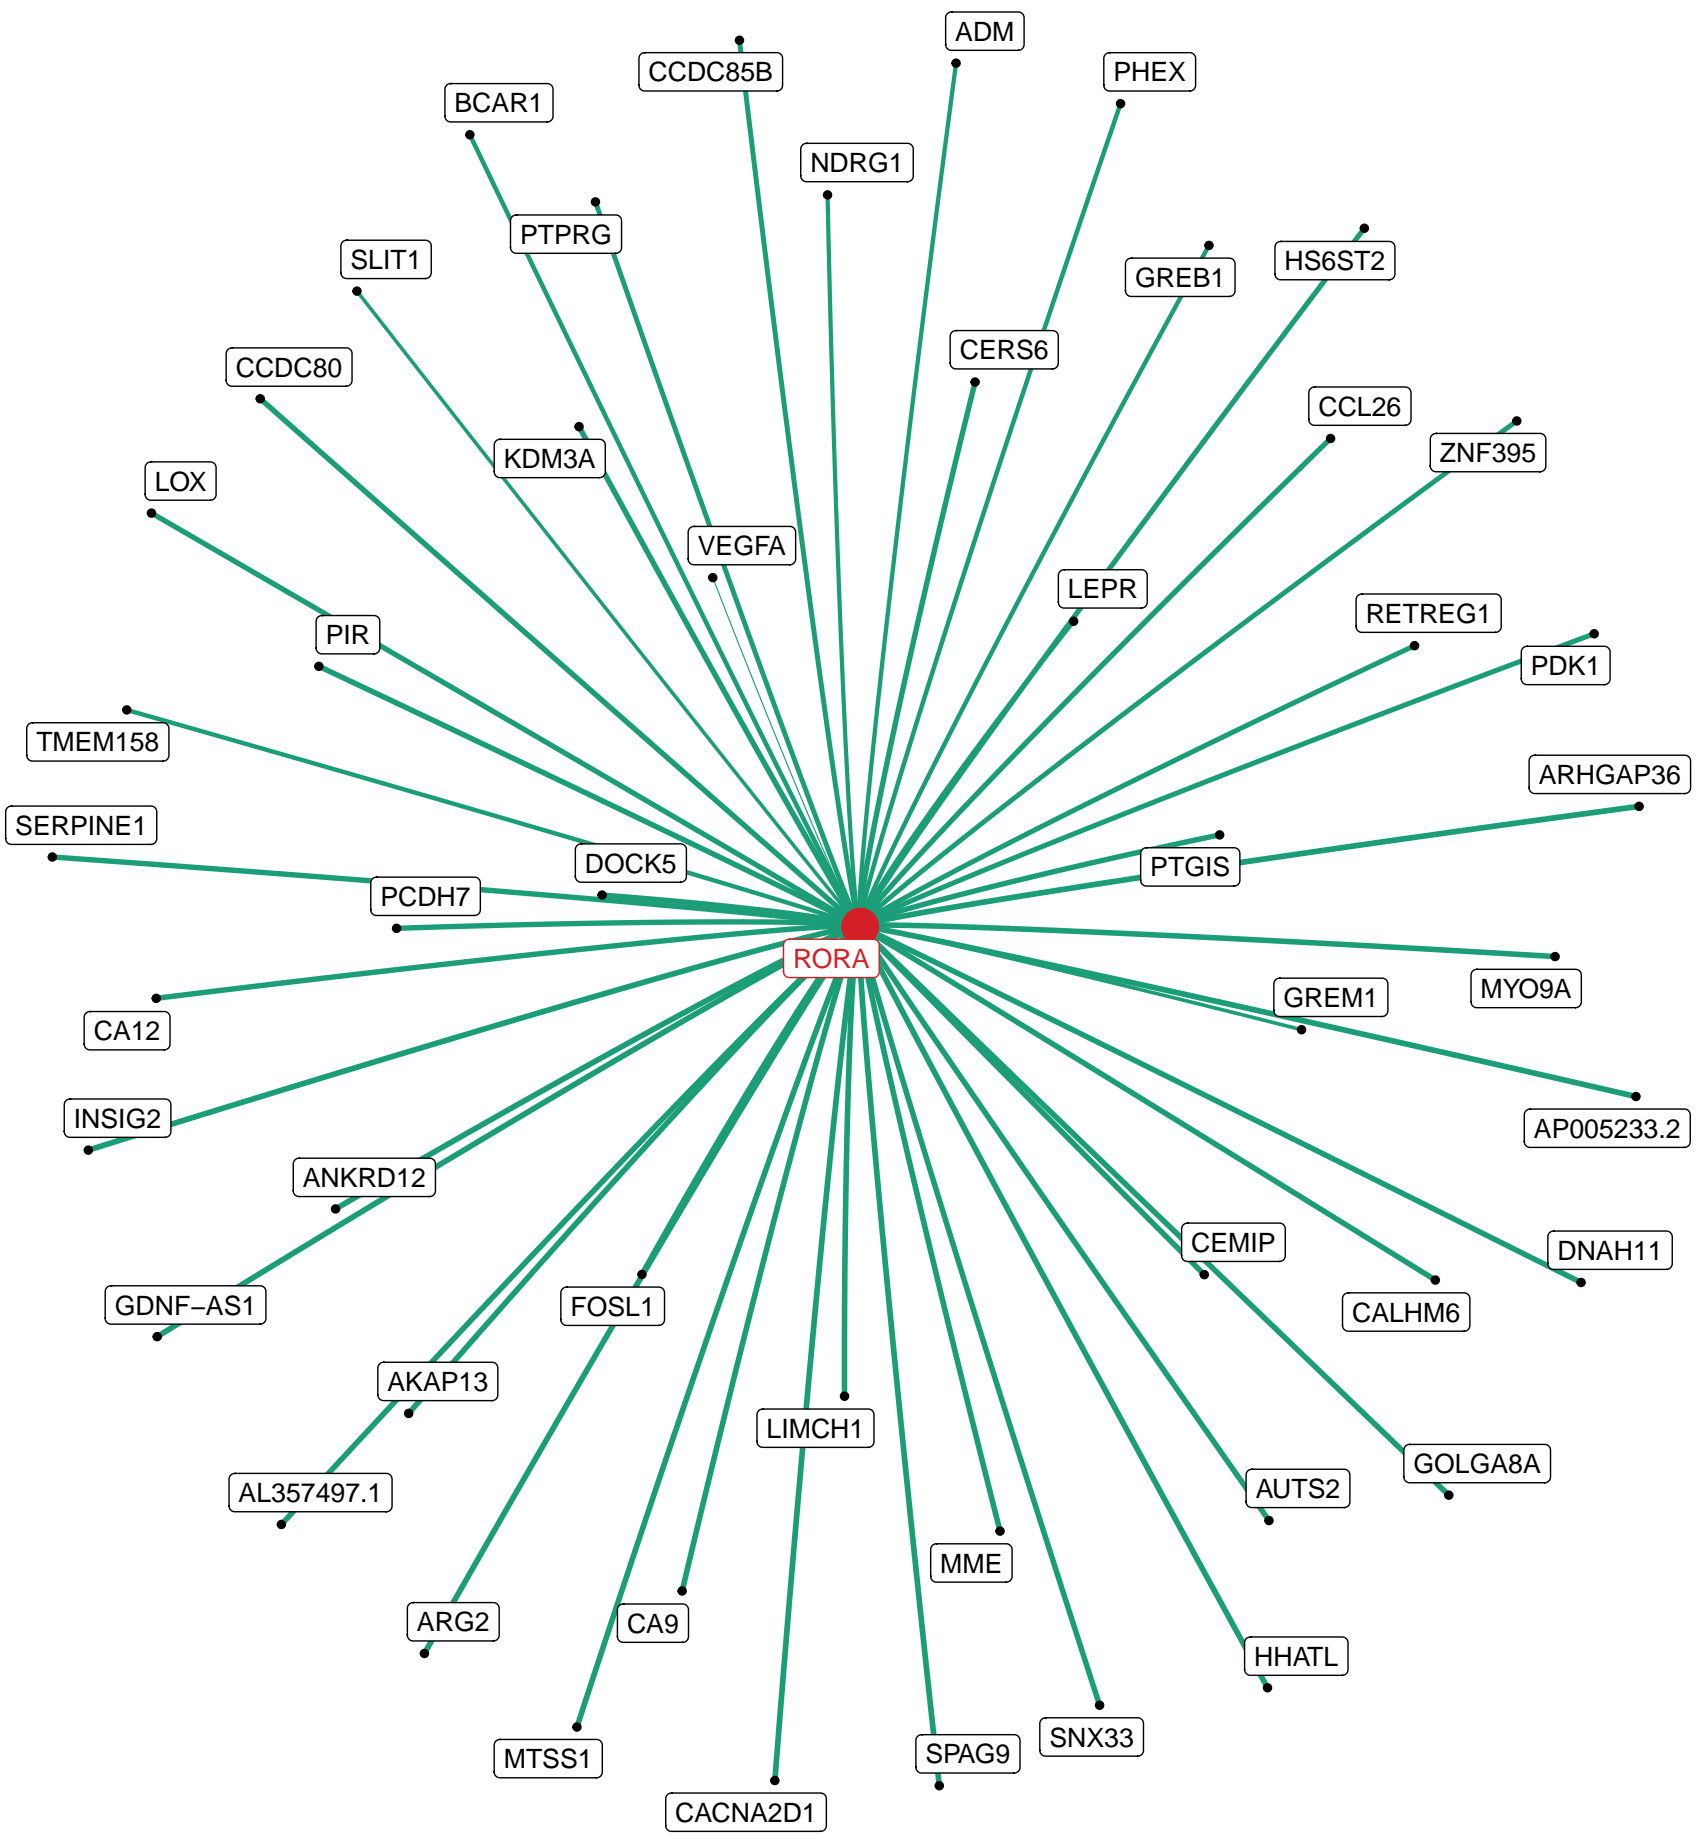 ADM
CCDC85B
PHEX
BCAR1
NDRG1
PTPRG
SLIT1
HS6ST2
GREB1
CERS6
CCDC80
CCL26
ZNF395
KDM3A
LOX
VEGFA
LEPR
RETREG1
PIR
PDK1
TMEM158
ARHGAP36
SERPINE1
DOCK5
PTGIS
PCDH7
RORA
MYO9A
GREM1
CA12
INSIG2
AP005233.2
ANKRD12
CEMIP
DNAH11
GDNF−AS1
FOSL1
CALHM6
AKAP13
LIMCH1
GOLGA8A
AUTS2
AL357497.1
MME
ARG2
CA9
HHATL
SNX33
SPAG9
MTSS1
CACNA2D1